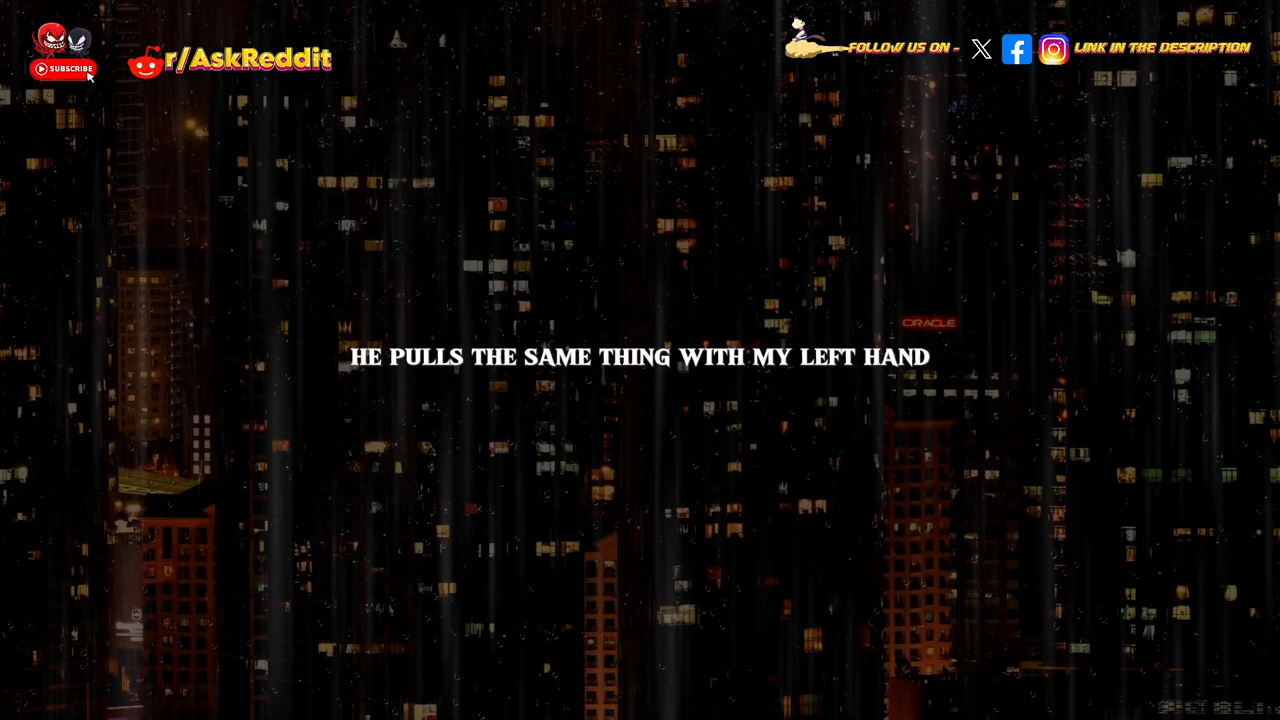 SUBSCRIBE
r/AskReddit
FOLLOW US ON -
LINK IN THE DESCRIPTION
ORACLE
HE PULLS THE SAME THING WITH MY LEFT HAND